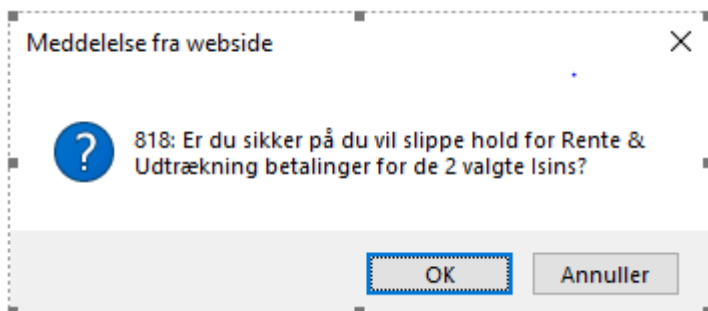 Meddelelse fra webside
818: Er du sikker på du vil slippe hold for Rente &
Udtrækning betalinger for de 2 valgte Isins?
OK
Annuller